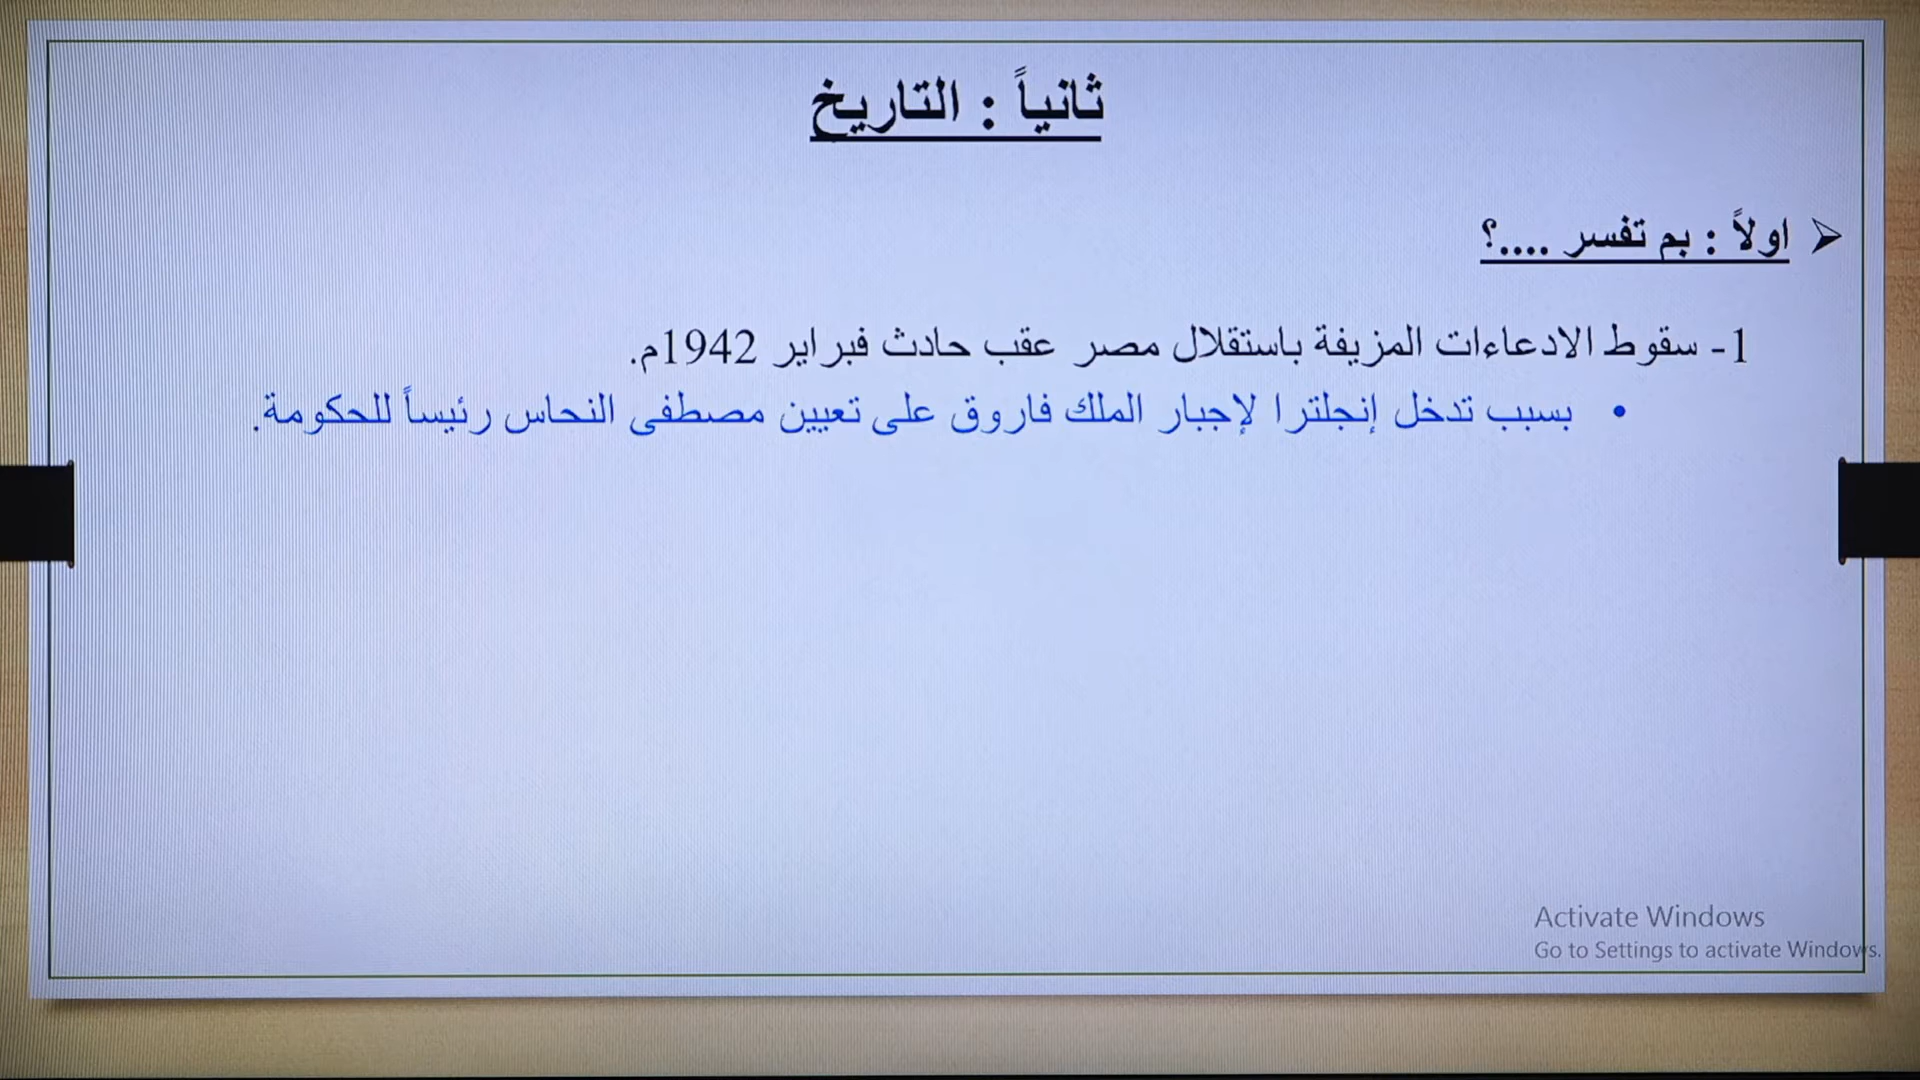 ثانياً : التاريخ
اولاً : بم تفسر ....؟
1- سقوط الادعاءات المزيفة باستقلال مصر عقب حادث فبراير 1942م.
بسبب تدخل إنجلترا لإجبار الملك فاروق على تعيين مصطفى النحاس رئيساً للحكومة.
Activate Windows
Go to Settings to activate Windows.